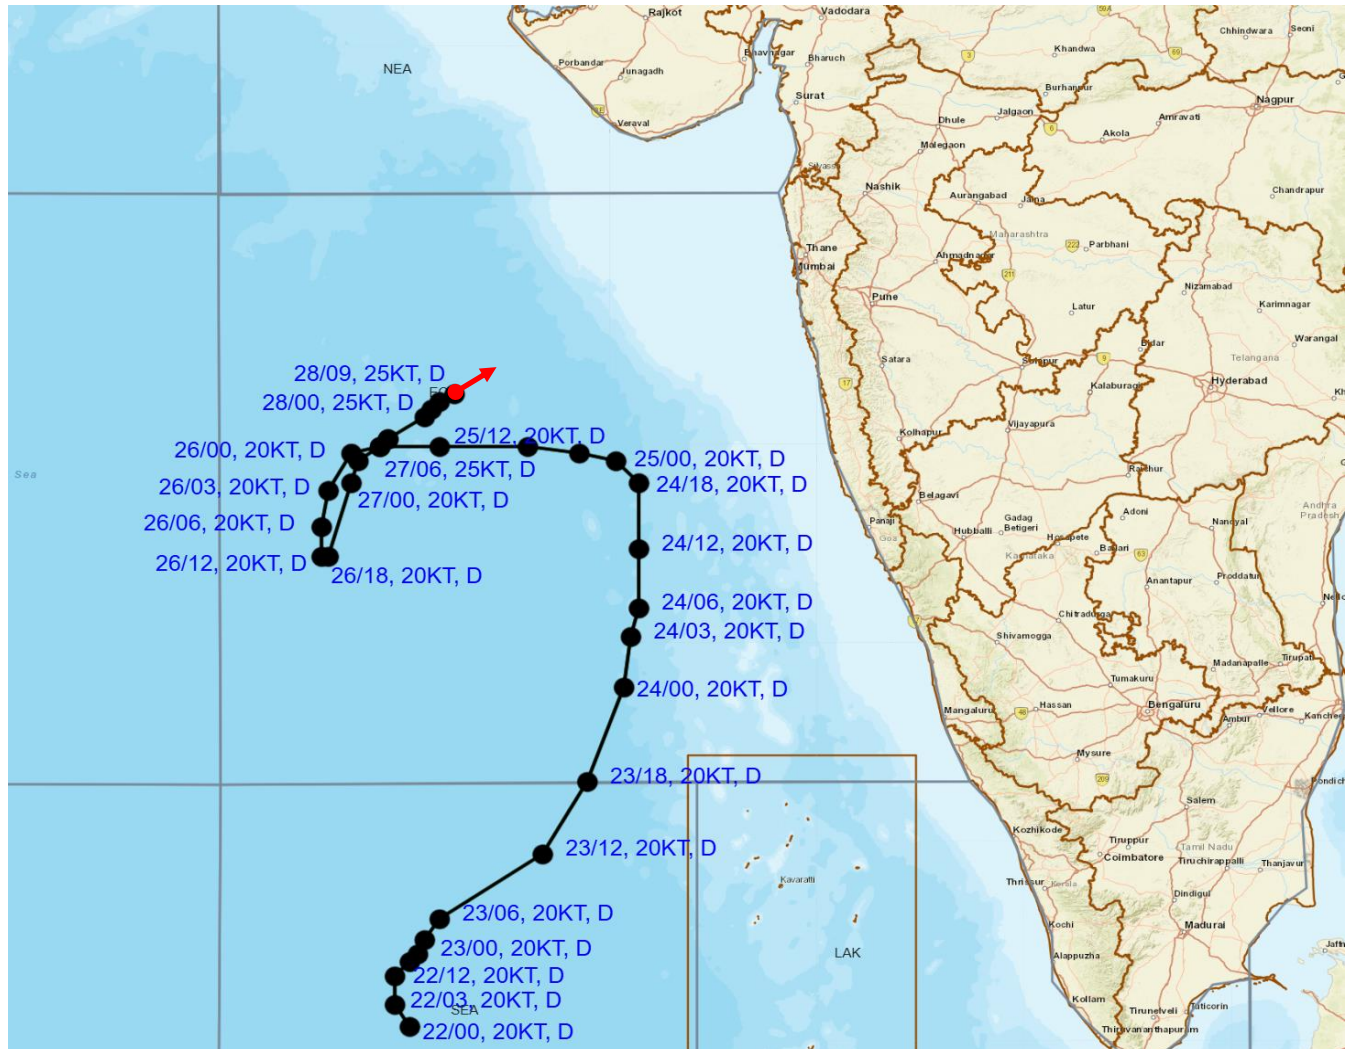 Rajkot
Vadodara
NEA
Porbandar
Junagadh
Veraval
Bhavnagar
Bharuch
Surat
Khandwa
Chhindwara
Seoni
Burhanpur
Nagpur
Jalgaon
Dhule
Akola
Amravati
Malegaon
Silvassa
Nashik
Aurangabad
Jalna
Chandrapur
Maharashtra
Parbhani
Thane
Mumbai
Ahmadnagar
Pune
Latur
Nizamabad
Karimnagar
Warangal
Bidar
Telangana
Satara
Solapur
Kalaburagi
Hyderabad
Kolhapur
Vijayapura
Raichur
Sea
28/09, 25KT, D
28/00, 25KT, D
26/00, 20KT, D
25/12, 20KT, D
27/06, 25KT, D
25/00, 20KT, D
26/03, 20KT, D
27/00, 20KT, D
24/18, 20KT, D
26/06, 20KT, D
24/12, 20KT, D
26/12, 20KT, D
26/18, 20KT, D
24/06, 20KT, D
24/03, 20KT, D
24/00, 20KT, D
23/18, 20KT, D
23/12, 20KT, D
23/06, 20KT, D
23/00, 20KT, D
22/12, 20KT, D
22/03, 20KT, D
SEA
22/00, 20KT, D
Belagavi
Panaji
Goa
Hubballi
Gadag
Betigeri
Hosapete
Karnataka
Ballari
Adoni
Nandyal
Andhra
Pradesh
Anantapur
Proddatur
Chitradurga
Shivamogga
Madanapalle
Tirupati
Tumakuru
Hassan
Bengaluru
Vellore
Ambur
Mangaluru
Mysure
Salem
Kozhikode
Tiruppur
Coimbatore
Tamil Nadu
Tiruchirappalli
Thanjavur
Thrissur
Kerala
Dindigul
Kavaratti
Kochi
Madurai
LAK
Alappuzha
Kollam
Tirunelveli
Thiruvananthapuram